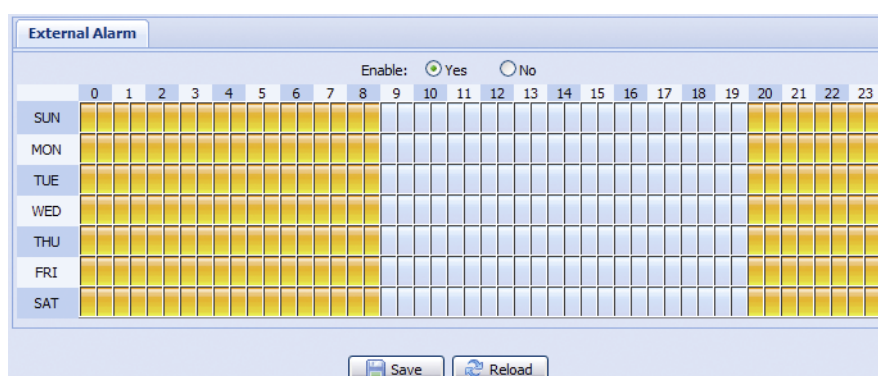 External Alarm
Enable: Yes No
0 1 2 3 4 5 6 7 8 9 10 11 12 13 14 15 16 17 18 19 20 21 22 23
SUN
MON
TUE
WED
THU
FRI
SAT
Save Reload